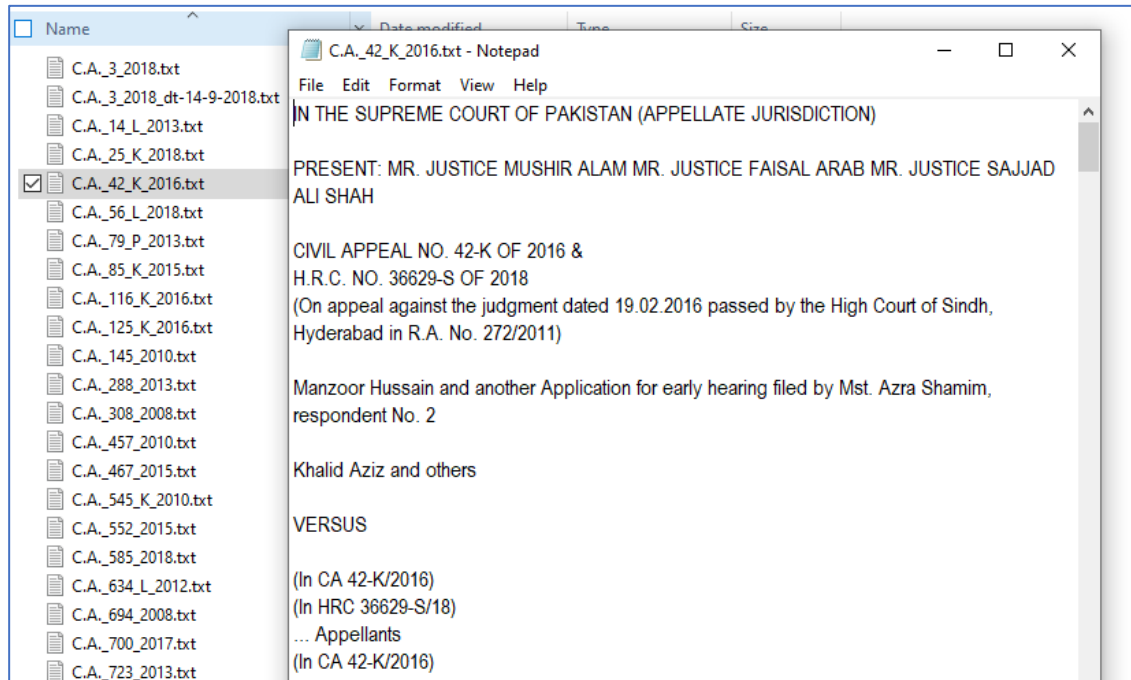 Name
Date modified
Type
Size
C.A._3_2018.txt
C.A._3_2018_dt-14-9-2018.txt
C.A._14_L_2013.txt
C.A._25_K_2018.txt
C.A._42_K_2016.txt
C.A._56_L_2018.txt
C.A._79_P_2013.txt
C.A._85_K_2015.txt
C.A._116_K_2016.txt
C.A._125_K_2016.txt
C.A._145_2010.txt
C.A._288_2013.txt
C.A._308_2008.txt
C.A._457_2010.txt
C.A._467_2015.txt
C.A._545_K_2010.txt
C.A._552_2015.txt
C.A._585_2018.txt
C.A._634_L_2012.txt
C.A._694_2008.txt
C.A._700_2017.txt
C.A._723_2013.txt
C.A._42_K_2016.txt - Notepad
File Edit Format View Help
IN THE SUPREME COURT OF PAKISTAN (APPELLATE JURISDICTION)
PRESENT: MR. JUSTICE MUSHIR ALAM MR. JUSTICE FAISAL ARAB MR. JUSTICE SAJJAD
ALI SHAH
CIVIL APPEAL NO. 42-K OF 2016 &
H.R.C. NO. 36629-S OF 2018
(On appeal against the judgment dated 19.02.2016 passed by the High Court of Sindh,
Hyderabad in R.A. No. 272/2011)
Manzoor Hussain and another Application for early hearing filed by Mst. Azra Shamim,
respondent No. 2
Khalid Aziz and others
VERSUS
(In CA 42-K/2016)
(In HRC 36629-S/18)
... Appellants
(In CA 42-K/2016)